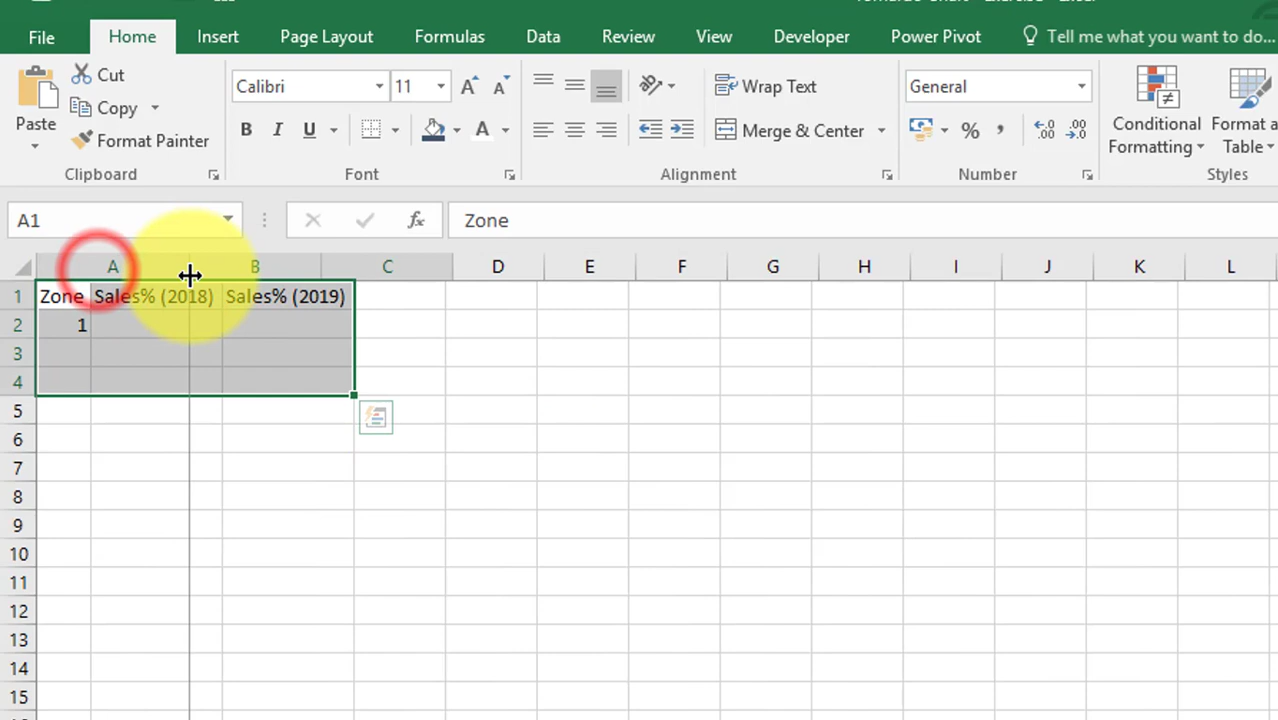 File Home Insert Page Layout Formulas Data Review View Developer Power Pivot Tell me what you want to do...
Paste
Cut
Copy
Format Painter
Clipboard
Calibri 11
B I U A
Font
Wrap Text
Merge & Center
Alignment
General
% ,
Number
Conditional
Formatting
Format a
Table
Styles
A1 fx Zone
A B C D E F G H I J K L
1 Zone Sales% (2018) Sales% (2019)
2 1
3
4
5
6
7
8
9
10
11
12
13
14
15